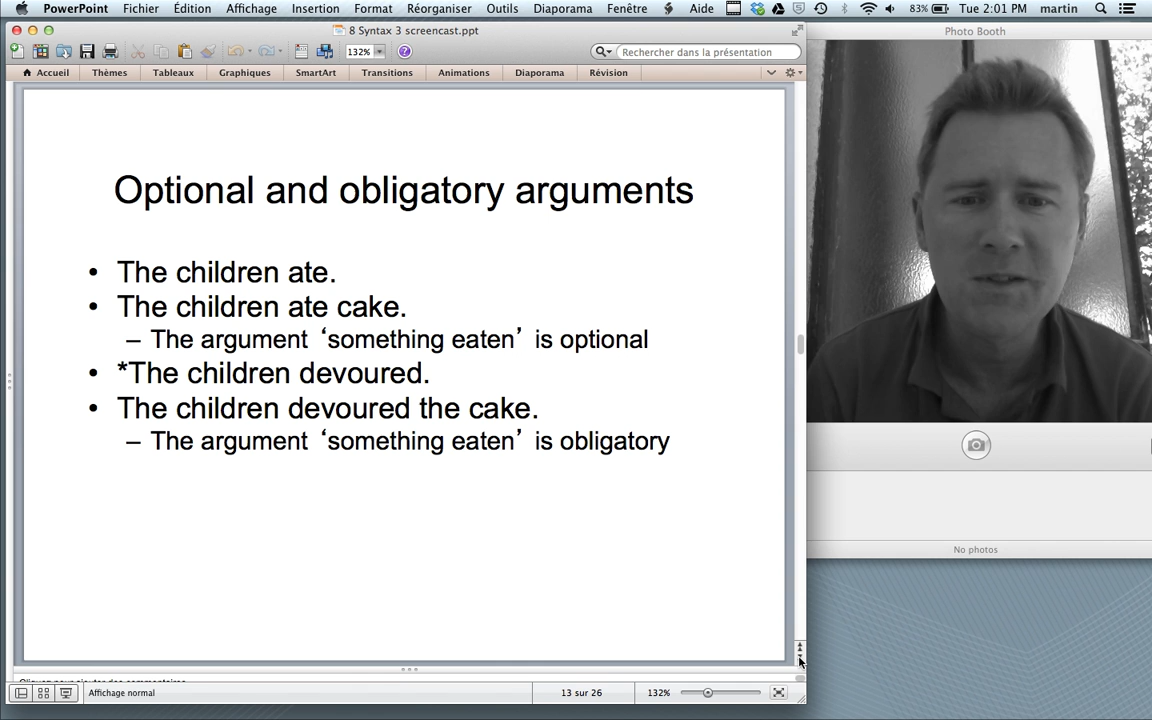 PowerPoint Fichier Édition Affichage Insertion Format Réorganiser Outils Diaporama Fenêtre Aide 83% Tue 2:01 PM martin
8 Syntax 3 screencast.ppt
Photo Booth
132% Rechercher dans la présentation
Accueil Thèmes Tableaux Graphiques SmartArt Transitions Animations Diaporama Révision
Optional and obligatory arguments
• The children ate.
• The children ate cake.
– The argument ‘something eaten’ is optional
• *The children devoured.
• The children devoured the cake.
– The argument ‘something eaten’ is obligatory
No photos
Affichage normal 13 sur 26 132%